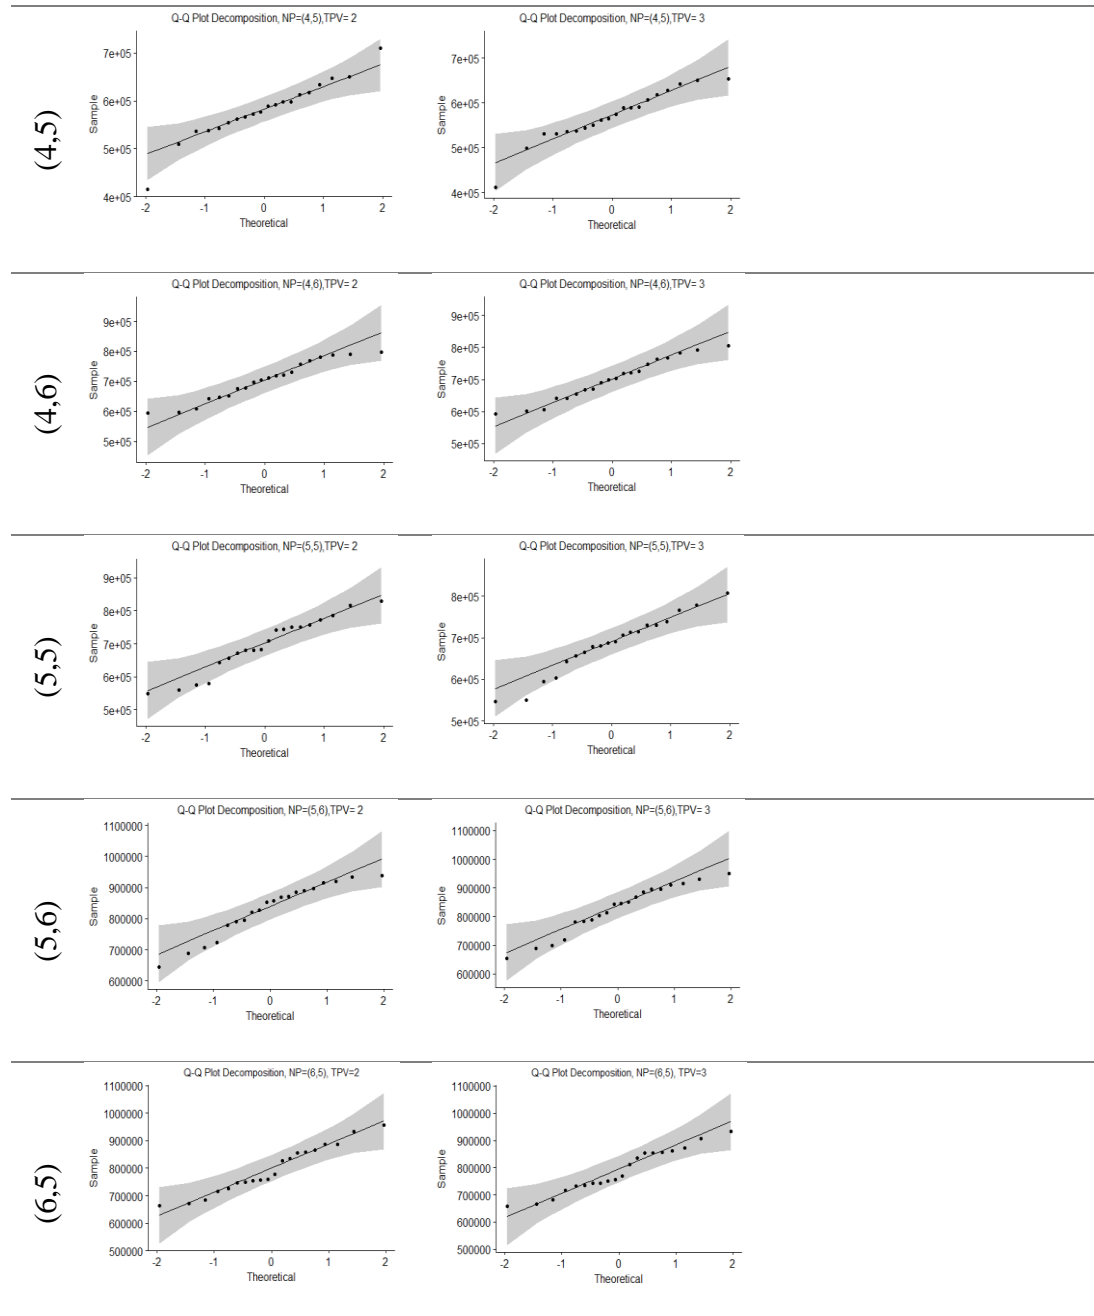 (4,5)
Q-Q Plot Decomposition, NP=(4,5),TPV= 2
Sample
7e+05
6e+05
5e+05
4e+05
-2 -1 0 1 2
Theoretical
Q-Q Plot Decomposition, NP=(4,5),TPV= 3
Sample
7e+05
6e+05
5e+05
4e+05
-2 -1 0 1 2
Theoretical
(4,6)
Q-Q Plot Decomposition, NP=(4,6),TPV= 2
Sample
9e+05
8e+05
7e+05
6e+05
5e+05
-2 -1 0 1 2
Theoretical
Q-Q Plot Decomposition, NP=(4,6),TPV= 3
Sample
9e+05
8e+05
7e+05
6e+05
5e+05
-2 -1 0 1 2
Theoretical
(5,5)
Q-Q Plot Decomposition, NP=(5,5),TPV= 2
Sample
9e+05
8e+05
7e+05
6e+05
5e+05
-2 -1 0 1 2
Theoretical
Q-Q Plot Decomposition, NP=(5,5),TPV= 3
Sample
8e+05
7e+05
6e+05
5e+05
-2 -1 0 1 2
Theoretical
(5,6)
Q-Q Plot Decomposition, NP=(5,6),TPV= 2
Sample
1100000
1000000
900000
800000
700000
600000
-2 -1 0 1 2
Theoretical
Q-Q Plot Decomposition, NP=(5,6),TPV= 3
Sample
1100000
1000000
900000
800000
700000
600000
-2 -1 0 1 2
Theoretical
(6,5)
Q-Q Plot Decomposition, NP=(6,5), TPV=2
Sample
1100000
1000000
900000
800000
700000
600000
500000
-2 -1 0 1 2
Theoretical
Q-Q Plot Decomposition, NP=(6,5), TPV=3
Sample
1100000
1000000
900000
800000
700000
600000
500000
-2 -1 0 1 2
Theoretical